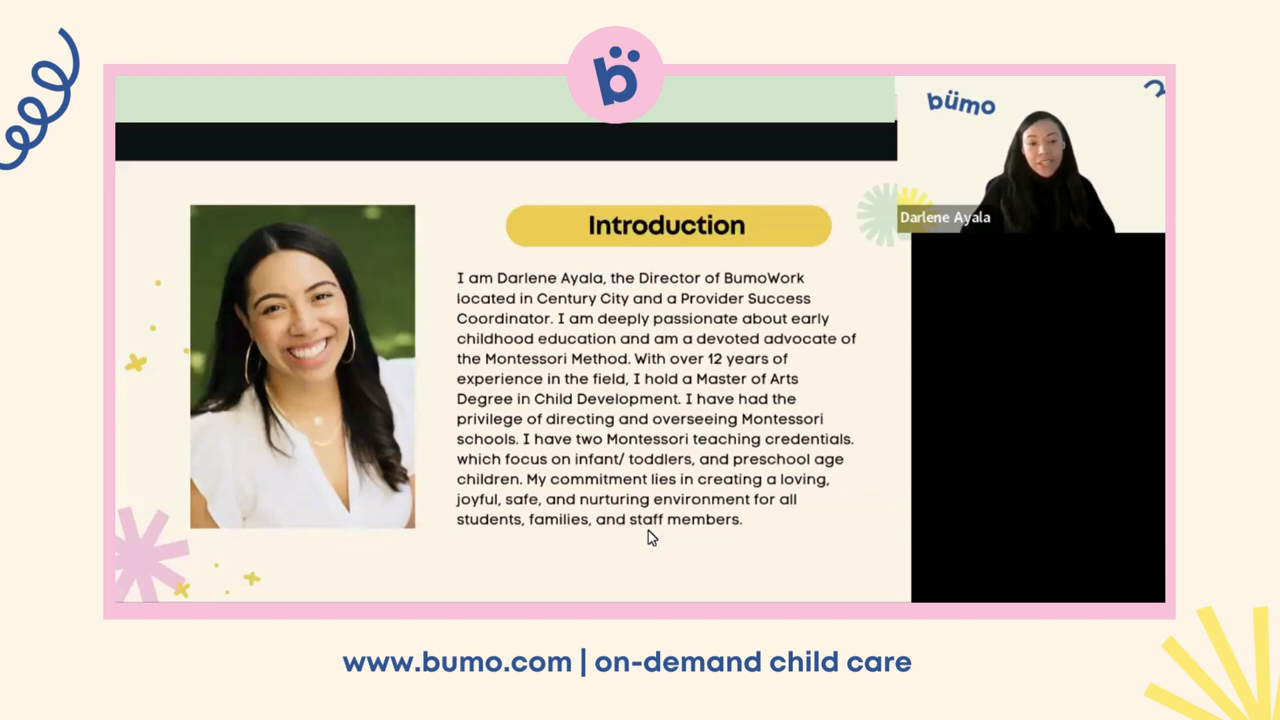 b
bümo
Darlene Ayala
Introduction
I am Darlene Ayala, the Director of BumoWork
located in Century City and a Provider Success
Coordinator. I am deeply passionate about early
childhood education and am a devoted advocate of
the Montessori Method. With over 12 years of
experience in the field, I hold a Master of Arts
Degree in Child Development. I have had the
privilege of directing and overseeing Montessori
schools. I have two Montessori teaching credentials.
which focus on infant/ toddlers, and preschool age
children. My commitment lies in creating a loving,
joyful, safe, and nurturing environment for all
students, families, and staff members.
www.bumo.com | on-demand child care